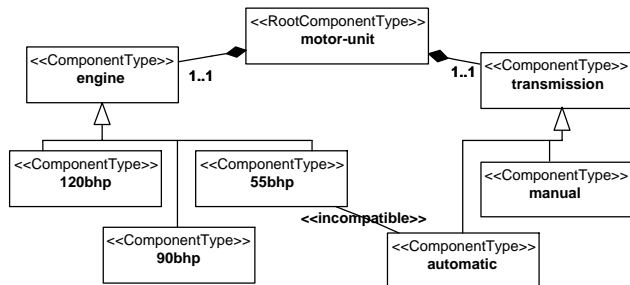 <<RootComponentType>>
motor-unit
<<ComponentType>>
engine
1..1
1..1
<<ComponentType>>
transmission
<<ComponentType>>
120bhp
<<ComponentType>>
55bhp
<<ComponentType>>
manual
<<incompatible>>
<<ComponentType>>
90bhp
<<ComponentType>>
automatic